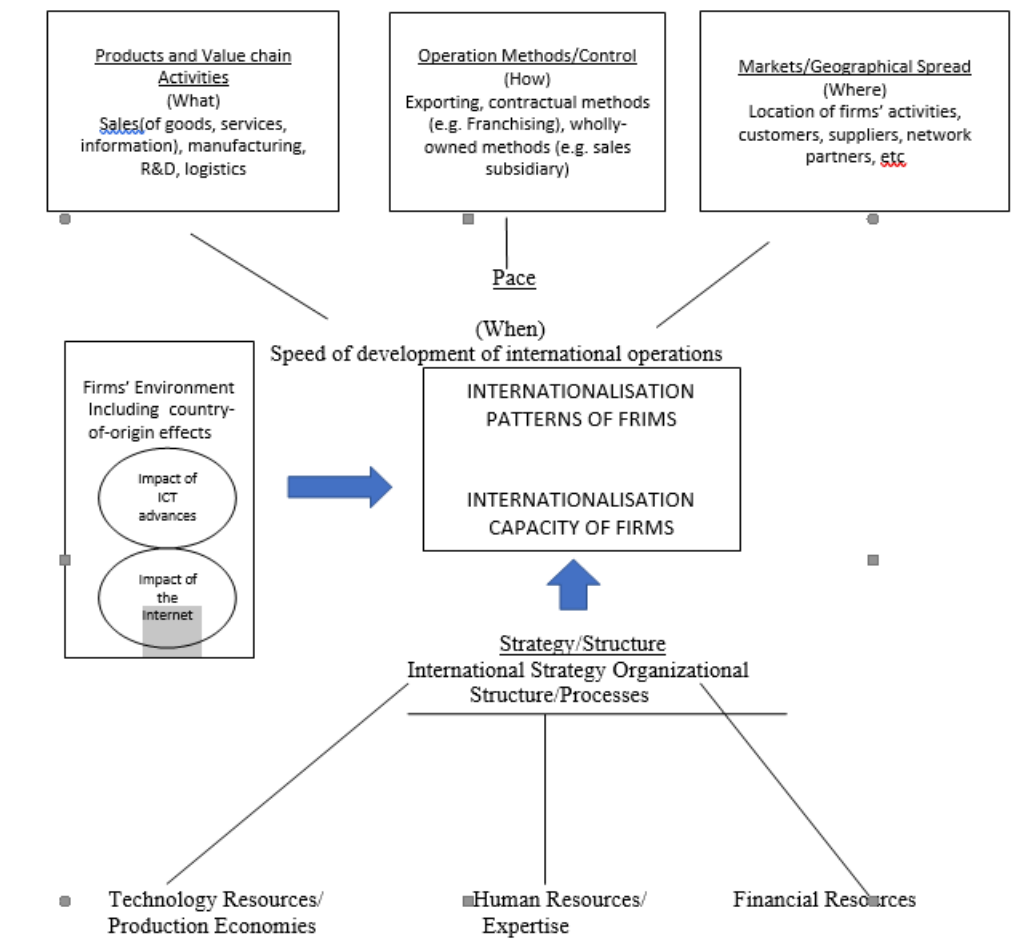 Products and Value chain
Activities
(What)
Sales(of goods, services,
information), manufacturing,
R&D, logistics
Operation Methods/Control
(How)
Exporting, contractual methods
(e.g. Franchising), wholly-
owned methods (e.g. sales
subsidiary)
Markets/Geographical Spread
(Where)
Location of firms’ activities,
customers, suppliers, network
partners, etc
Pace
(When)
Speed of development of international operations
Firms’ Environment
Including country-
of-origin effects
Impact of
ICT
advances
Impact of
the
internet
INTERNATIONALISATION
PATTERNS OF FRIMS
INTERNATIONALISATION
CAPACITY OF FIRMS
Strategy/Structure
International Strategy Organizational
Structure/Processes
Technology Resources/
Production Economies
Human Resources/
Expertise
Financial Resources